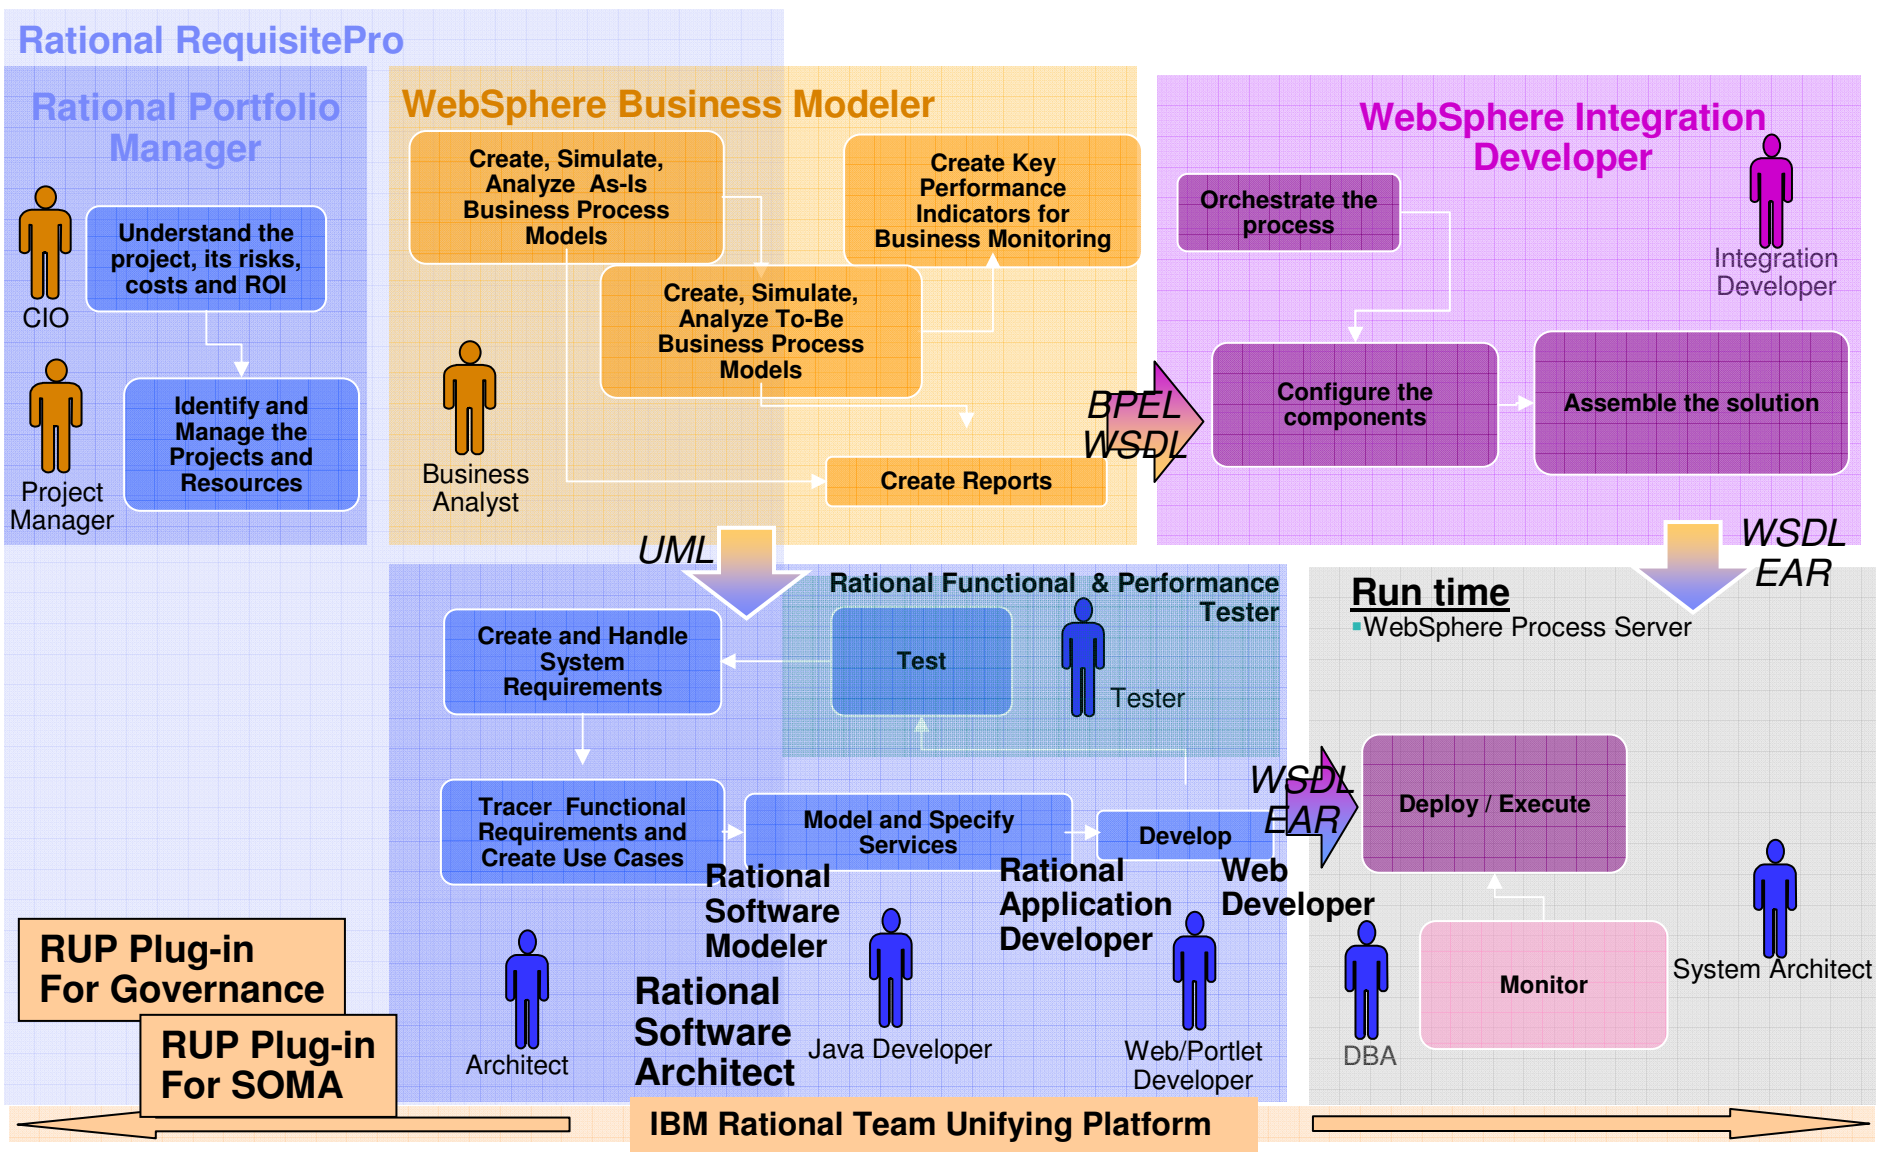 Rational RequisitePro
Rational Portfolio
Manager
CIO
Understand the
project, its risks,
costs and ROI
Project
Manager
Identify and
Manage the
Projects and
Resources
WebSphere Business Modeler
Create, Simulate,
Analyze As-Is
Business Process
Models
Create Key
Performance
Indicators for
Business Monitoring
Create, Simulate,
Analyze To-Be
Business Process
Models
Business
Analyst
Create Reports
BPEL
WSDL
WebSphere Integration
Developer
Orchestrate the
process
Integration
Developer
Configure the
components
Assemble the solution
UML
WSDL
EAR
Rational Functional & Performance
Tester
Create and Handle
System
Requirements
Test
Tester
Tracer Functional
Requirements and
Create Use Cases
Model and Specify
Services
Develop
WSDL
EAR
Rational
Software
Modeler
Rational
Application
Developer
Web
Developer
Architect
Rational
Software
Architect
Java Developer
Web/Portlet
Developer
Run time
▪WebSphere Process Server
Deploy / Execute
System Architect
Monitor
DBA
RUP Plug-in
For Governance
RUP Plug-in
For SOMA
IBM Rational Team Unifying Platform